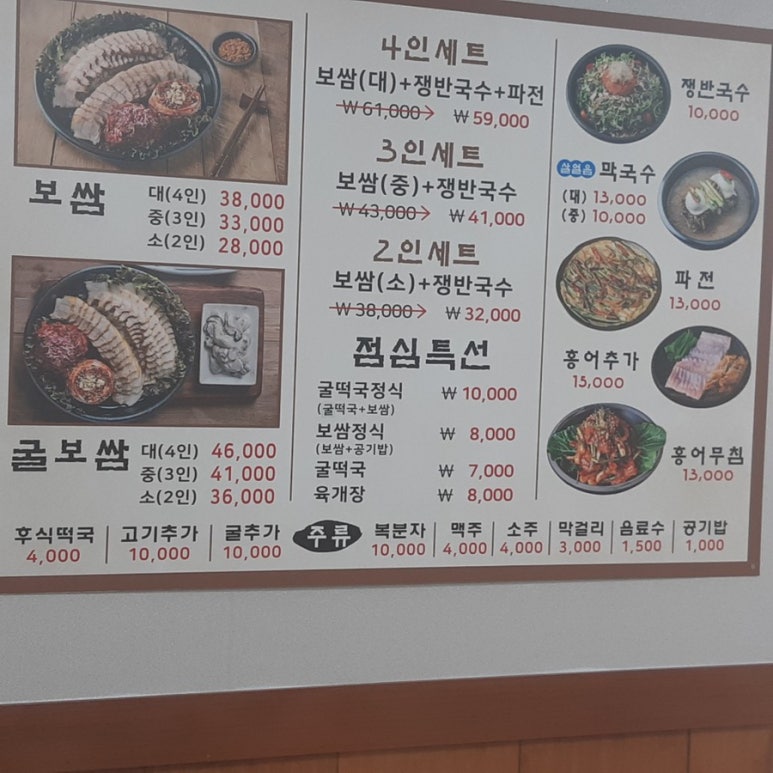 보쌈
대(4인) 38,000
중(3인) 33,000
소(2인) 28,000
굴보쌈
대(4인) 46,000
중(3인) 41,000
소(2인) 36,000
4인세트
보쌈(대)+쟁반국수+파전
₩61,000→ ₩59,000
3인세트
보쌈(중)+쟁반국수
₩43,000→ ₩41,000
2인세트
보쌈(소)+쟁반국수
₩38,000→ ₩32,000
점심특선
굴떡국정식 ₩ 10,000
(굴떡국+보쌈)
보쌈정식 ₩ 8,000
(보쌈+공기밥)
굴떡국 ₩ 7,000
육개장 ₩ 8,000
쟁반국수
10,000
살얼음 막국수
(대) 13,000
(중) 10,000
파전
13,000
홍어추가
15,000
홍어무침
13,000
후식떡국 고기추가 굴추가 주류 복분자 맥주 소주 막걸리 음료수 공기밥
4,000 10,000 10,000 10,000 4,000 4,000 3,000 1,500 1,000